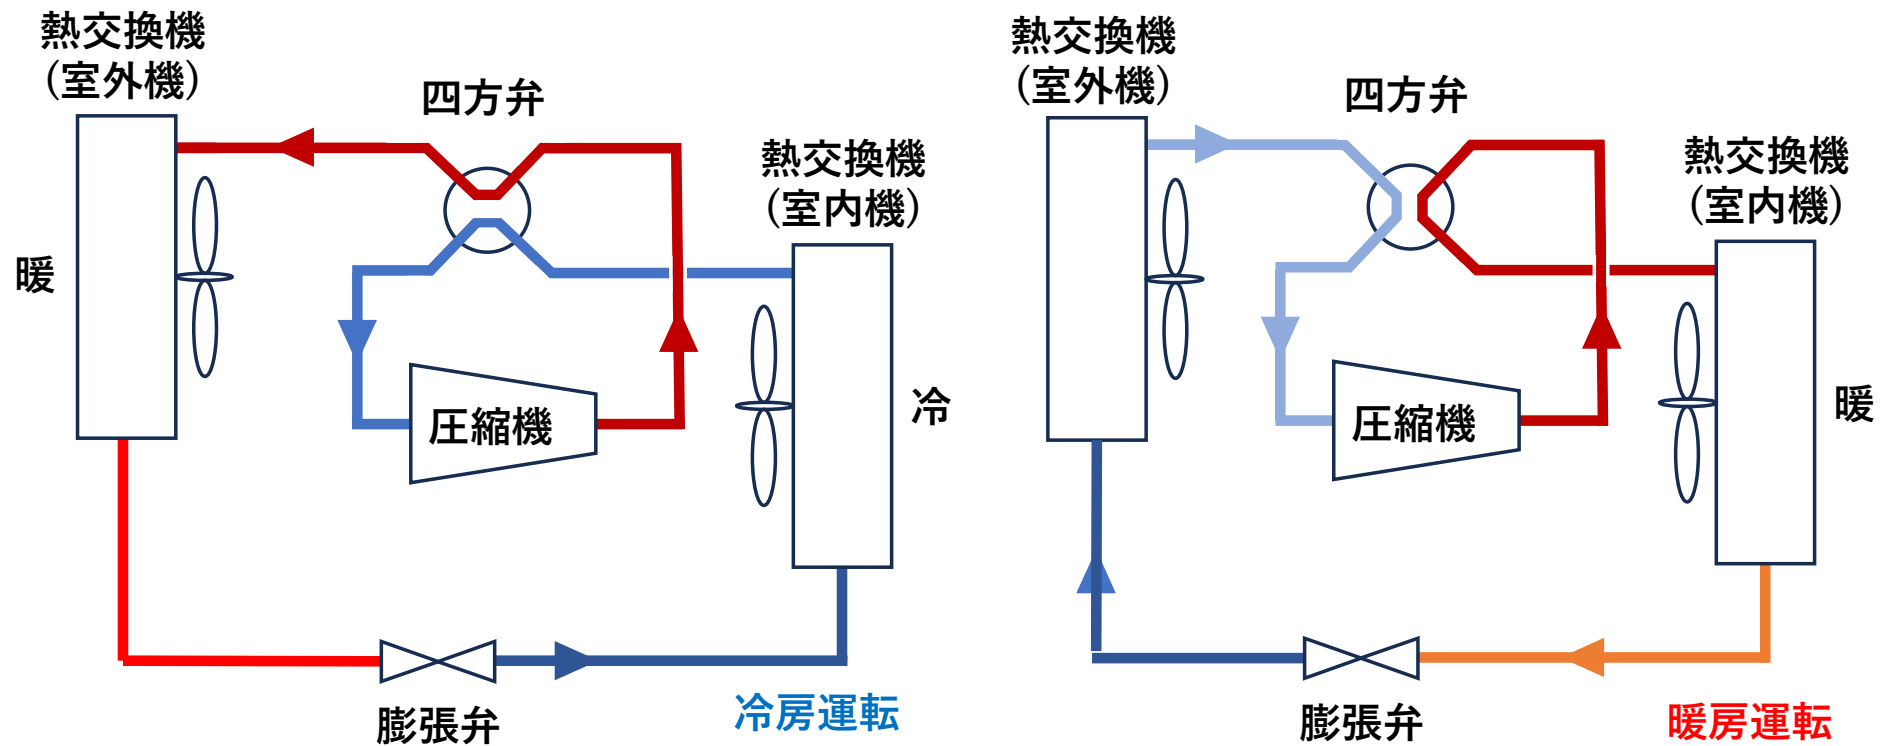 熱交換機
(室外機)
四方弁
熱交換機
(室内機)
暖
冷
圧縮機
膨張弁
冷房運転
熱交換機
(室外機)
四方弁
熱交換機
(室内機)
暖
圧縮機
膨張弁
暖房運転